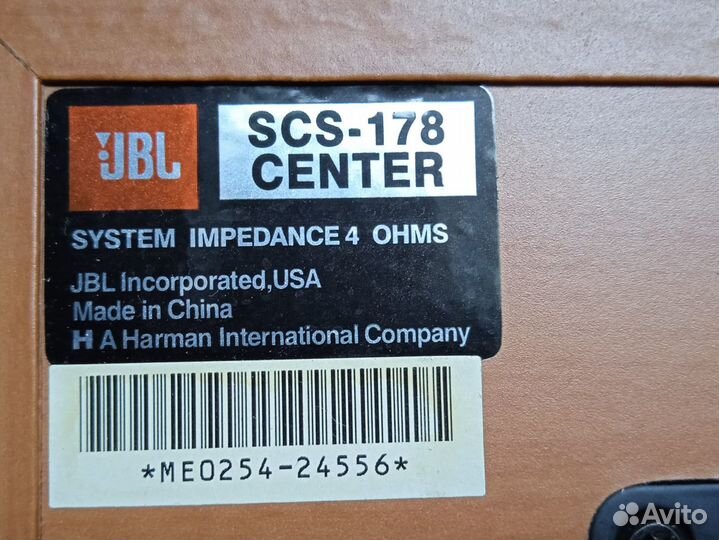 JBL
SCS-178
CENTER
SYSTEM IMPEDANCE 4 OHMS
JBL Incorporated,USA
Made in China
H A Harman International Company
*ME0254-24556*
Avito